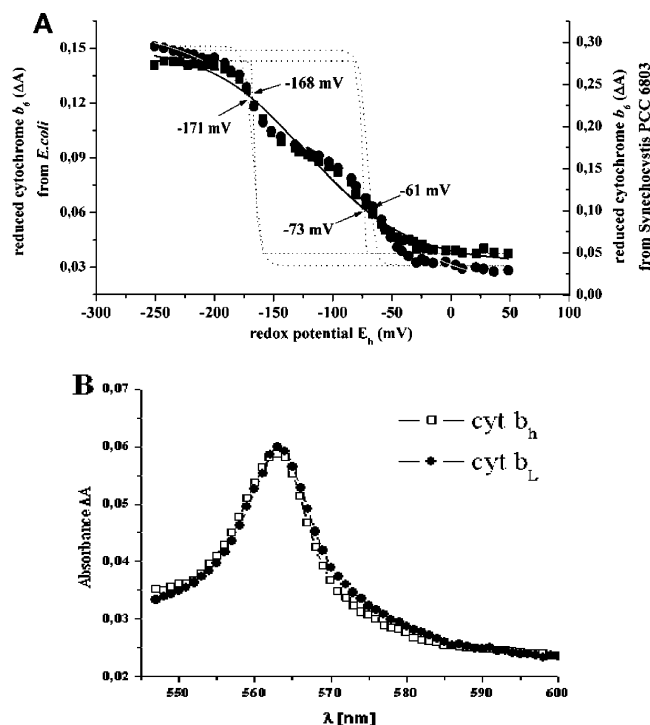 A
0,15
0,12
0,09
0,06
0,03
reduced cytochrome b6 (ΔA)
from E.coli
-168 mV
-171 mV
-61 mV
-73 mV
0,30
0,25
0,20
0,15
0,10
0,05
0,00
reduced cytochrome b6 (ΔA)
from Synechocystis PCC 6803
-300 -250 -200 -150 -100 -50 0 50 100
redox potential Eh (mV)
B
0,07
0,06
0,05
0,04
0,03
0,02
Absorbance ΔA
cyt bh
cyt bL
550 560 570 580 590 600
λ [nm]